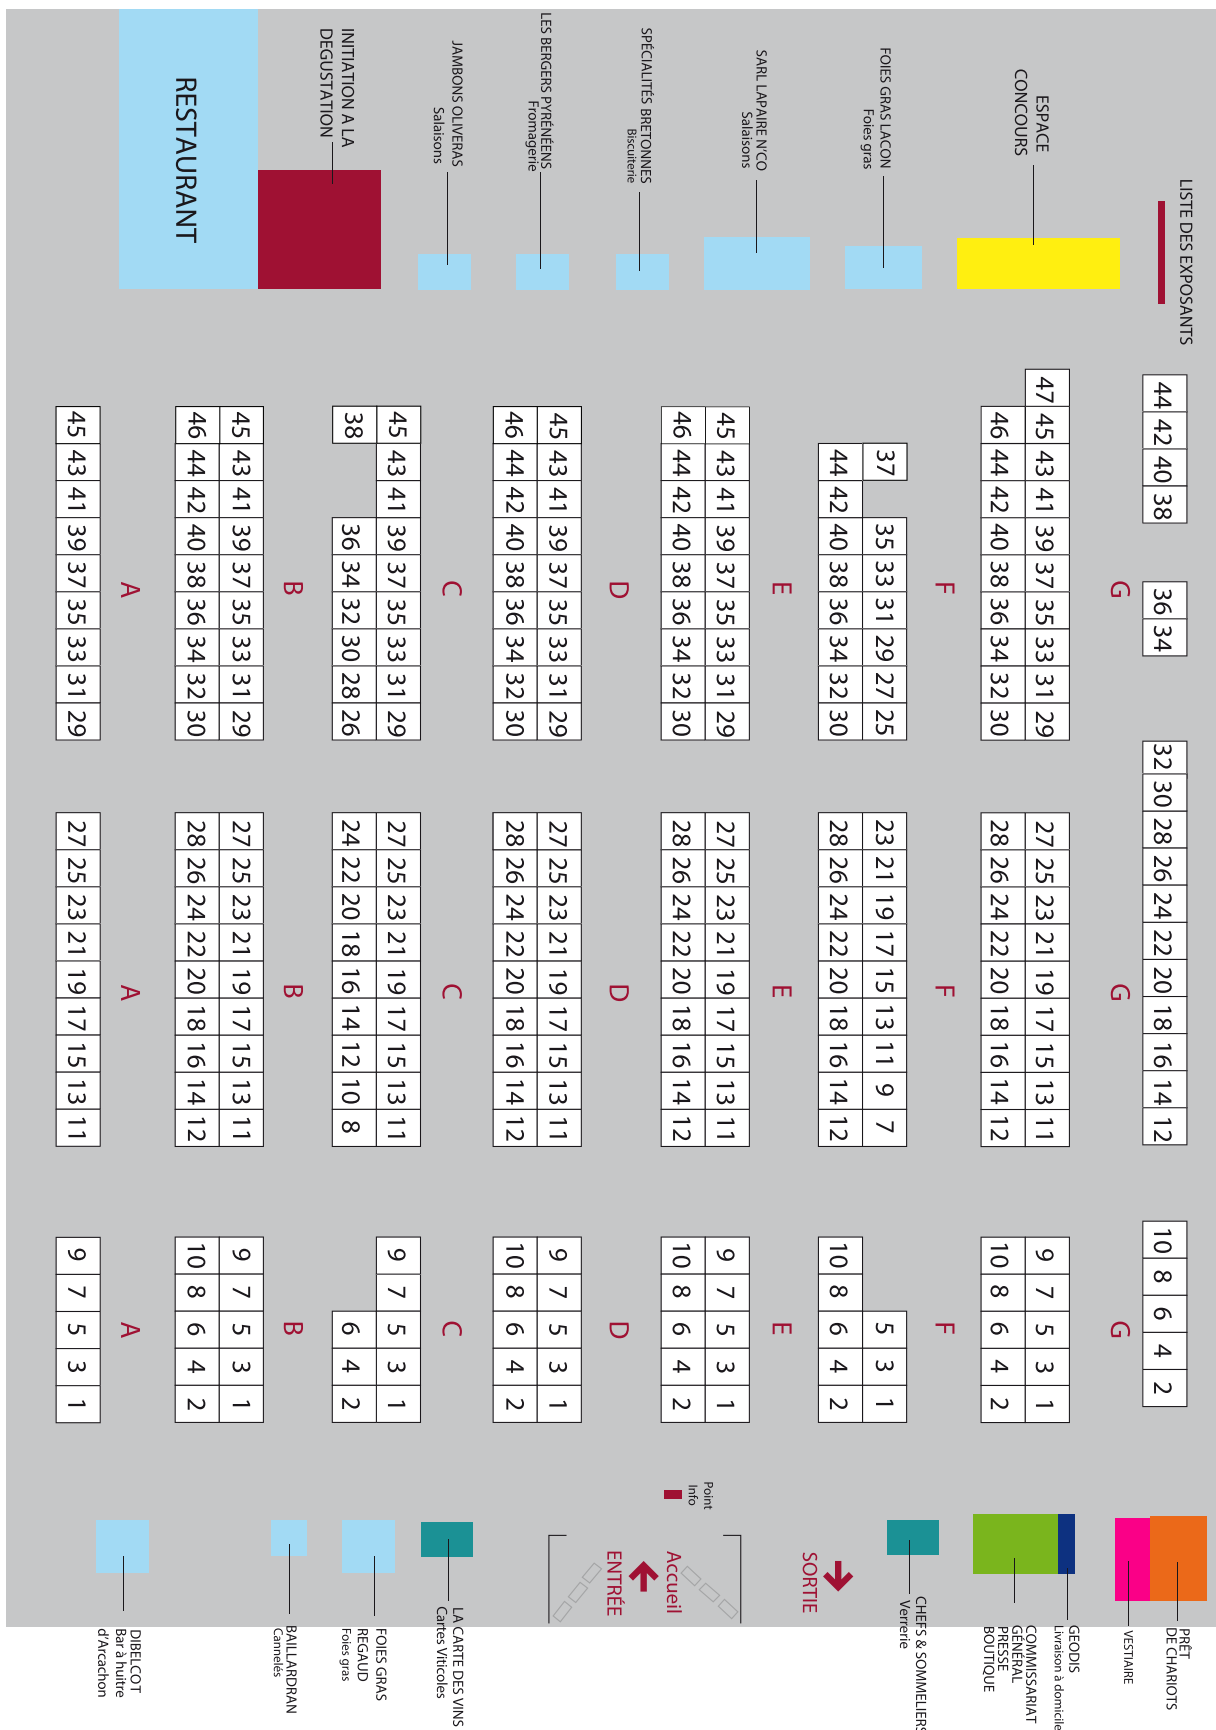 LISTE DES EXPOSANTS
PRÊT
DE CHARIOTS
VESTIAIRE
44 42 40 38 36 34 32 30 28 26 24 22 20 18 16 14 12 10 8 6 4 2
G G G
ESPACE
CONCOURS
GEODIS
Livraison à domicile
COMMISSARIAT
GÉNÉRAL
PRESSE
BOUTIQUE
47 45 43 41 39 37 35 33 31 29 27 25 23 21 19 17 15 13 11 9 7 5 3 1
46 44 42 40 38 36 34 32 30 28 26 24 22 20 18 16 14 12 10 8 6 4 2
F F F
FOIES GRAS LACON
Foies gras
CHEFS & SOMMELIERS
Verrerie
37 35 33 31 29 27 25 23 21 19 17 15 13 11 9 7 5 3 1
44 42 40 38 36 34 32 30 28 26 24 22 20 18 16 14 12 10 8 6 4 2
SORTIE
E E E
SARL LAPAIRE N'CO
Salaisons
45 43 41 39 37 35 33 31 29 27 25 23 21 19 17 15 13 11 9 7 5 3 1
46 44 42 40 38 36 34 32 30 28 26 24 22 20 18 16 14 12 10 8 6 4 2
Point
Info
Accueil
ENTRÉE
SPÉCIALITÉS BRETONNES
Biscuiterie
D D D
LES BERGERS PYRÉNÉENS
Fromagerie
45 43 41 39 37 35 33 31 29 27 25 23 21 19 17 15 13 11 9 7 5 3 1
46 44 42 40 38 36 34 32 30 28 26 24 22 20 18 16 14 12 10 8 6 4 2
JAMBONS OLIVERAS
Salaisons
C C C
LA CARTE DES VINS
Cartes Viticoles
45 43 41 39 37 35 33 31 29 27 25 23 21 19 17 15 13 11 9 7 5 3 1
38 36 34 32 30 28 26 24 22 20 18 16 14 12 10 8 6 4 2
FOIES GRAS
REGAUD
Foies gras
INITIATION A LA
DEGUSTATION
B B B
BAILLARDRAN
Cannelés
45 43 41 39 37 35 33 31 29 27 25 23 21 19 17 15 13 11 9 7 5 3 1
46 44 42 40 38 36 34 32 30 28 26 24 22 20 18 16 14 12 10 8 6 4 2
RESTAURANT
A A A
DIBELCOT
Bar à huitre
d'Arcachon
45 43 41 39 37 35 33 31 29 27 25 23 21 19 17 15 13 11 9 7 5 3 1